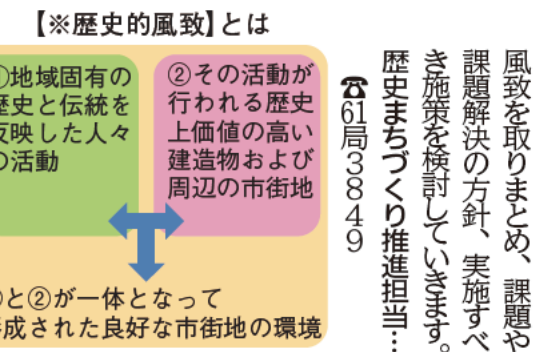 【※歴史的風致】とは
①地域固有の
歴史と伝統を
反映した人々
の活動
②その活動が
行われる歴史
上価値の高い
建造物および
周辺の市街地
①と②が一体となって
形成された良好な市街地の環境
風致を取りまとめ、課題や
課題解決の方針、実施すべ
き施策を検討していきます。
歴史まちづくり推進担当…
☎61局3849